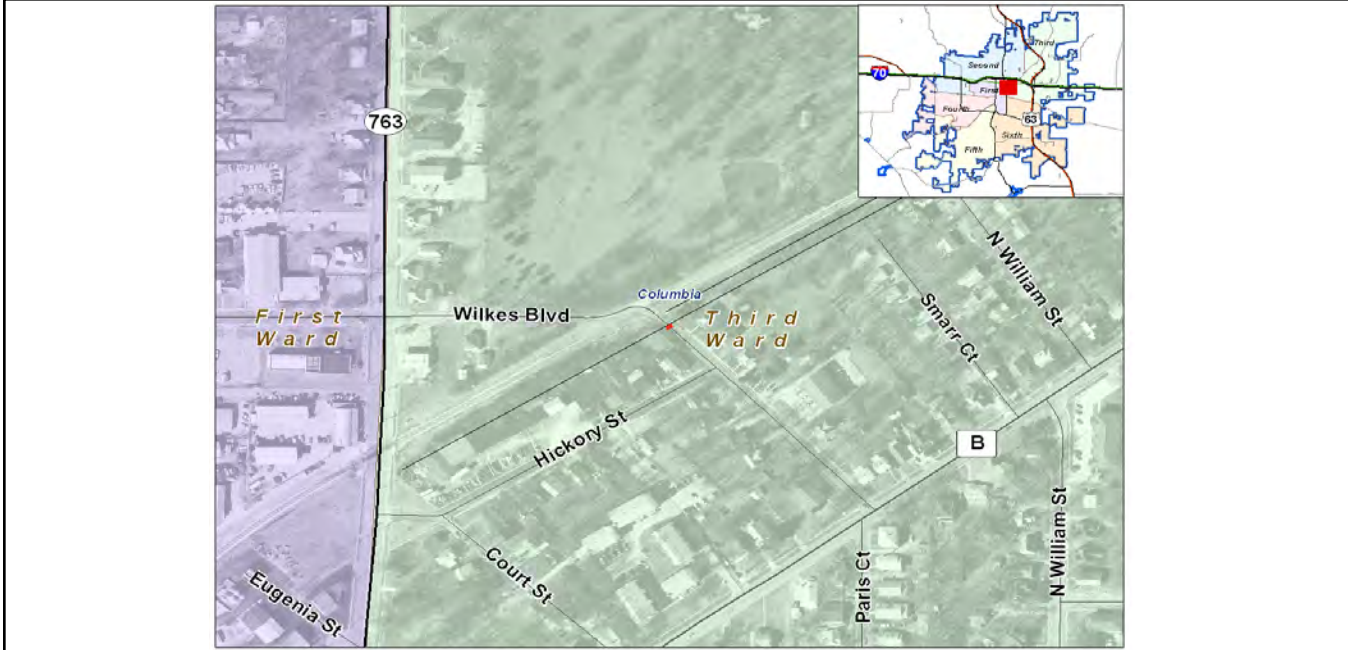 763
Third
Second
70
First
Fourth
63
Sixth
Fifth
N William St
Columbia
Wilkes Blvd
First
Ward
Third
Ward
Smarr Ct
Hickory St
B
Court St
Paris Ct
N William St
Eugenia St